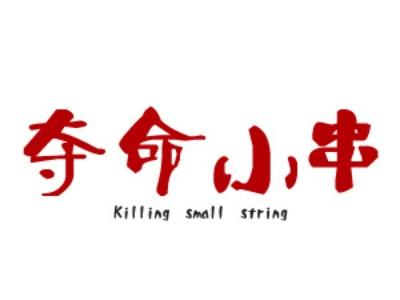 夺命小串
Killing small string